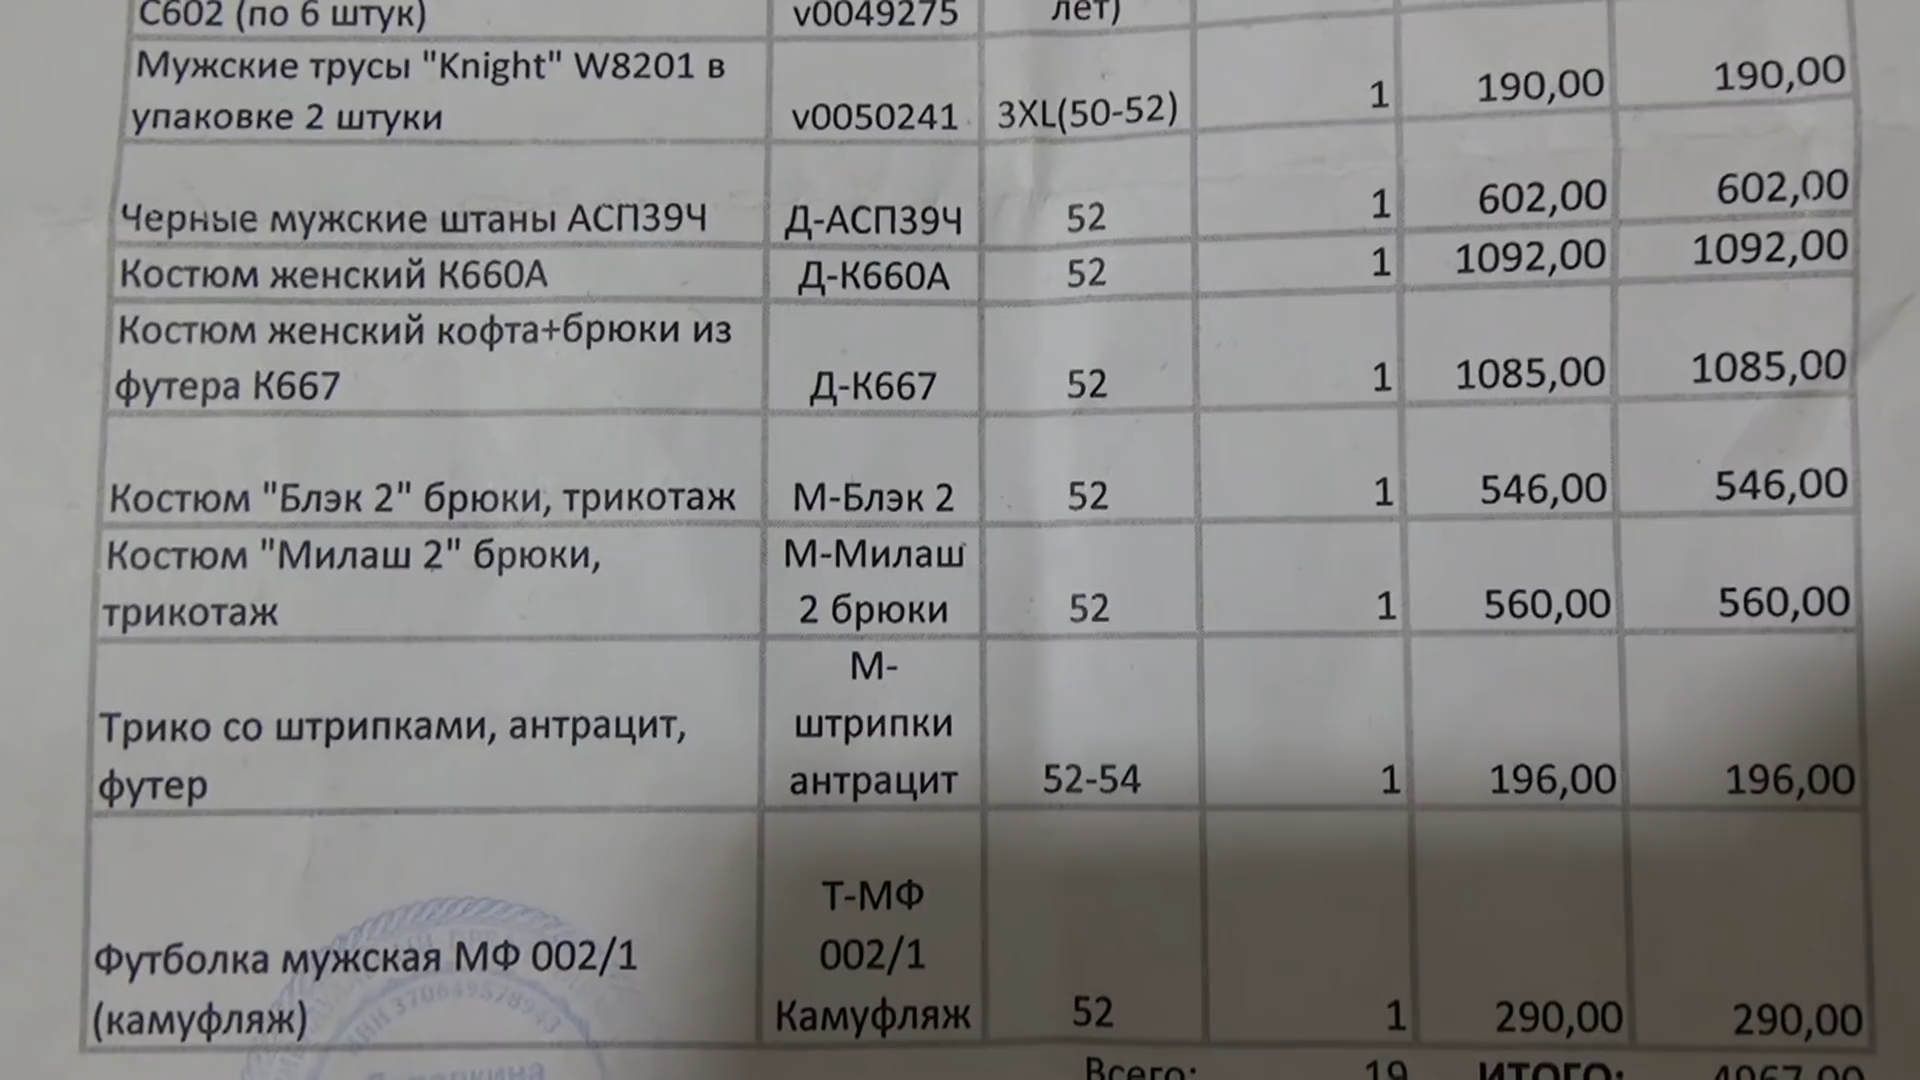 С602 (по 6 штук) v0049275 лет)
Мужские трусы "Knight" W8201 в
упаковке 2 штуки v0050241 3XL(50-52) 1 190,00 190,00
Черные мужские штаны АСП39Ч Д-АСП39Ч 52 1 602,00 602,00
Костюм женский К660А Д-К660А 52 1 1092,00 1092,00
Костюм женский кофта+брюки из
футера К667 Д-К667 52 1 1085,00 1085,00
Костюм "Блэк 2" брюки, трикотаж М-Блэк 2 52 1 546,00 546,00
Костюм "Милаш 2" брюки, М-Милаш
трикотаж 2 брюки 52 1 560,00 560,00
М-
Трико со штрипками, антрацит, штрипки
футер антрацит 52-54 1 196,00 196,00
Т-МФ
Футболка мужская МФ 002/1 002/1
(камуфляж) Камуфляж 52 1 290,00 290,00
Всего: 19 ИТОГО: 4967,00